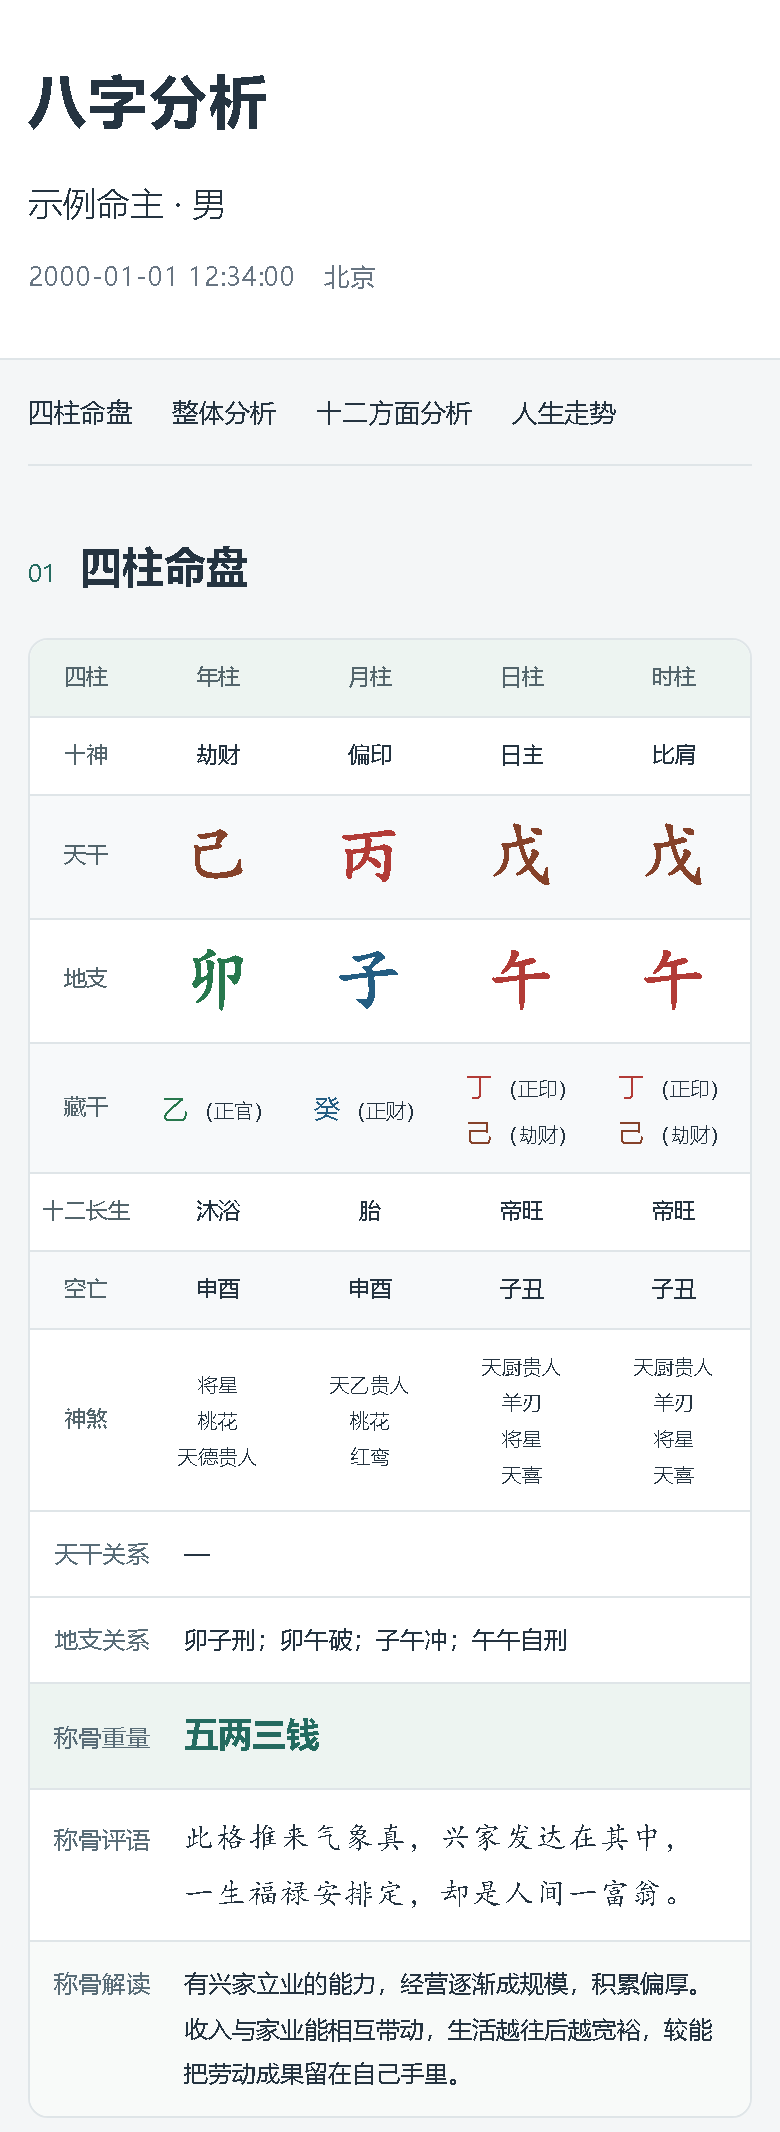 八字分析
示例命主 · 男
2000-01-01 12:34:00 北京
四柱命盘 整体分析 十二方面分析 人生走势
01 四柱命盘
四柱 年柱 月柱 日柱 时柱
十神 劫财 偏印 日主 比肩
天干 己 丙 戊 戊
地支 卯 子 午 午
藏干 乙 (正官) 癸 (正财) 丁 (正印) 己 (劫财) 丁 (正印) 己 (劫财)
十二长生 沐浴 胎 帝旺 帝旺
空亡 申酉 申酉 子丑 子丑
神煞 将星 桃花 天德贵人 天乙贵人 桃花 红鸾 天厨贵人 羊刃 将星 天喜 天厨贵人 羊刃 将星 天喜
天干关系 —
地支关系 卯子刑；卯午破；子午冲；午午自刑
称骨重量 五两三钱
称骨评语 此格推来气象真，兴家发达在其中，
一生福禄安排定，却是人间一富翁。
称骨解读 有兴家立业的能力，经营逐渐成规模，积累偏厚。
收入与家业能相互带动，生活越往后越宽裕，较能
把劳动成果留在自己手里。